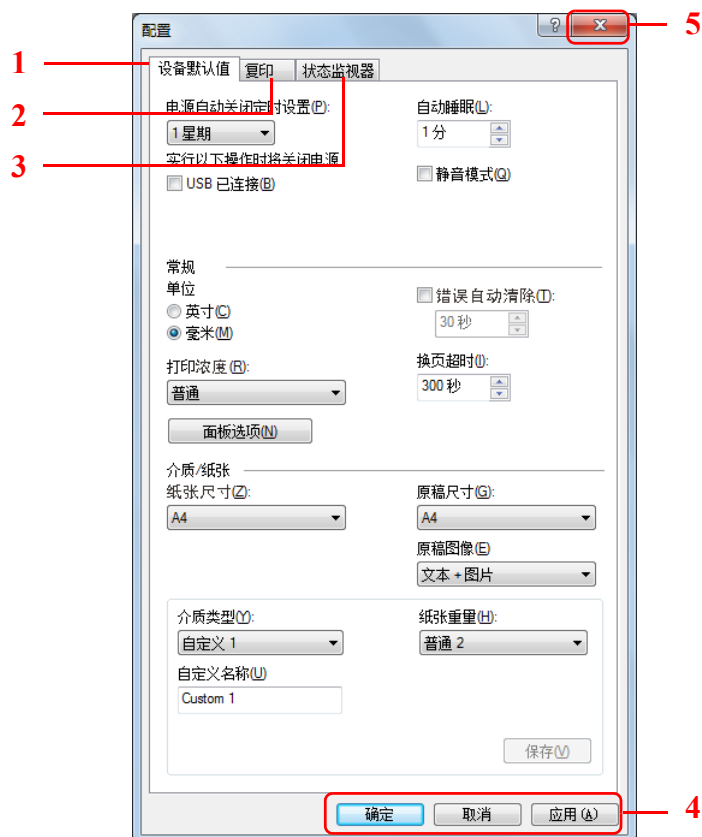 配置
?
5
1
设备默认值 复印 状态监视器
2
电源自动关闭定时设置(P): 自动睡眠(L):
1 星期 1 分
3
实行以下操作时将关闭电源
USB 已连接(B) 静音模式(Q)
常规
单位 错误自动清除(T):
英寸(C) 30 秒
毫米(M)
打印浓度(R): 换页超时(I):
普通 300 秒
面板选项(N)
介质/纸张
纸张尺寸(Z): 原稿尺寸(G):
A4 A4
原稿图像(E)
文本 + 图片
介质类型(Y): 纸张重量(H):
自定义 1 普通 2
自定义名称(U)
Custom 1
保存(V)
确定 取消 应用(A)
4